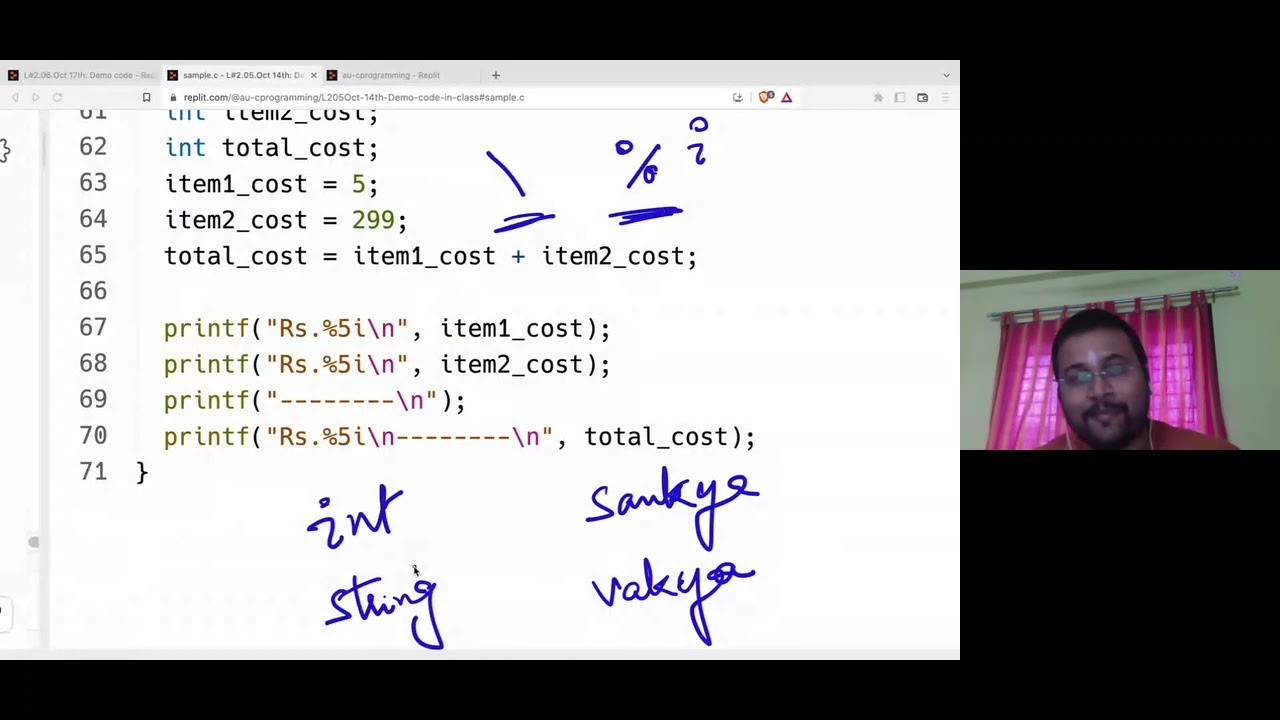 L#2.06.Oct 17th: Demo code - Re
sample.c - L#2.05.Oct 14th: De
au-cprogramming - Replit
replit.com/@au-cprogramming/L205Oct-14th-Demo-code-in-class#sample.c
61 int item2_cost;
62 int total_cost;
63 item1_cost = 5;
64 item2_cost = 299;
65 total_cost = item1_cost + item2_cost;
66
67 printf("Rs.%5i\n", item1_cost);
68 printf("Rs.%5i\n", item2_cost);
69 printf("--------\n");
70 printf("Rs.%5i\n--------\n", total_cost);
71 }
\ % i
int sankya
string vakya